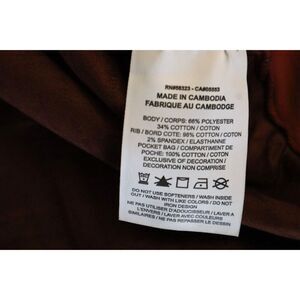 RN#56323 - CA#05553
MADE IN CAMBODIA
FABRIQUE AU CAMBODGE
BODY / CORPS: 66% POLYESTER
34% COTTON / COTON
RIB / BORD COTE: 98% COTTON / COTON
2% SPANDEX / ELASTHANNE
POCKET BAG / COMPARTIMENT DE
POCHE: 100% COTTON / COTON
EXCLUSIVE OF DECORATION /
DECORATION NON COMPRISE
DO NOT USE SOFTENERS / WASH INSIDE
OUT / WASH WITH LIKE COLORS / DO NOT
IRON DESIGN
NE PAS UTILISER D'ADOUCISSEUR / LAVER A
L'ENVERS / LAVER AVEC COULEURS
SIMILAIRES / NE PAS REPASSER LE DESSIN